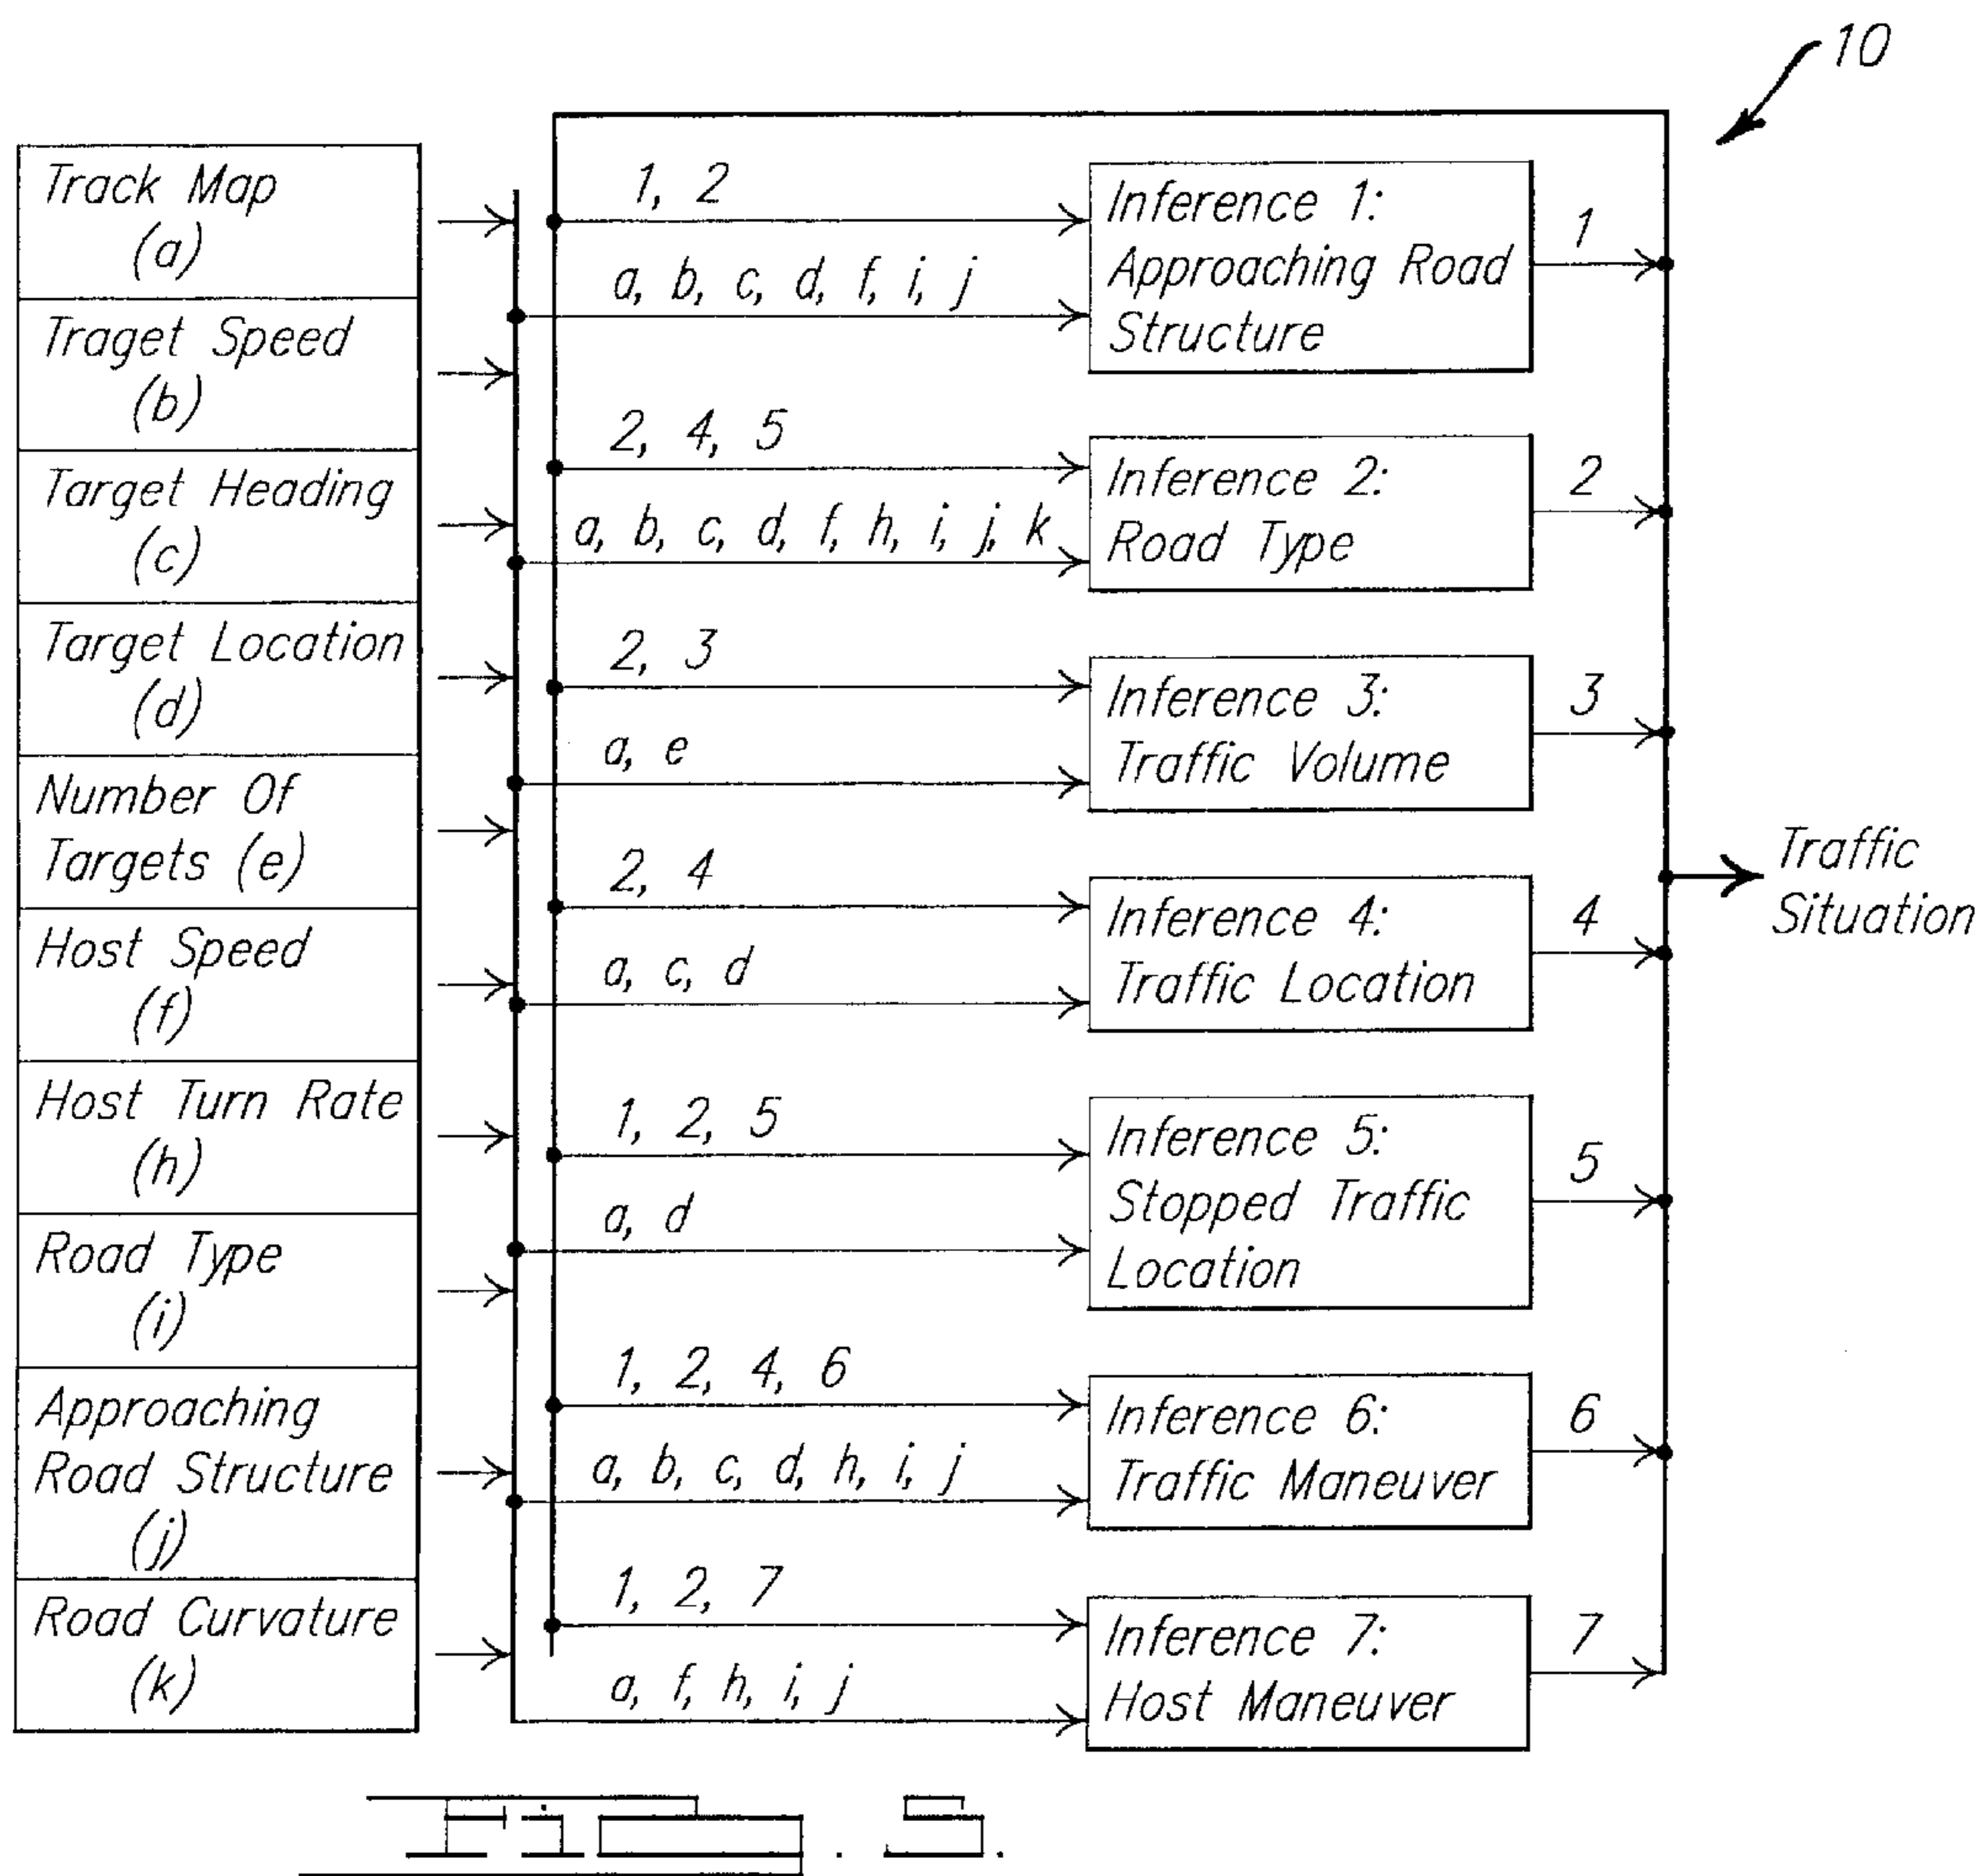 10
Track Map
(a)
Traget Speed
(b)
Target Heading
(c)
Target Location
(d)
Number Of
Targets (e)
Host Speed
(f)
Host Turn Rate
(h)
Road Type
(i)
Approaching
Road Structure
(j)
Road Curvature
(k)
1, 2
a, b, c, d, f, i, j
Inference 1:
Approaching Road
Structure
1
2, 4, 5
a, b, c, d, f, h, i, j, k
Inference 2:
Road Type
2
2, 3
a, e
Inference 3:
Traffic Volume
3
2, 4
a, c, d
Inference 4:
Traffic Location
4
1, 2, 5
a, d
Inference 5:
Stopped Traffic
Location
5
1, 2, 4, 6
a, b, c, d, h, i, j
Inference 6:
Traffic Maneuver
6
1, 2, 7
a, f, h, i, j
Inference 7:
Host Maneuver
7
Traffic
Situation